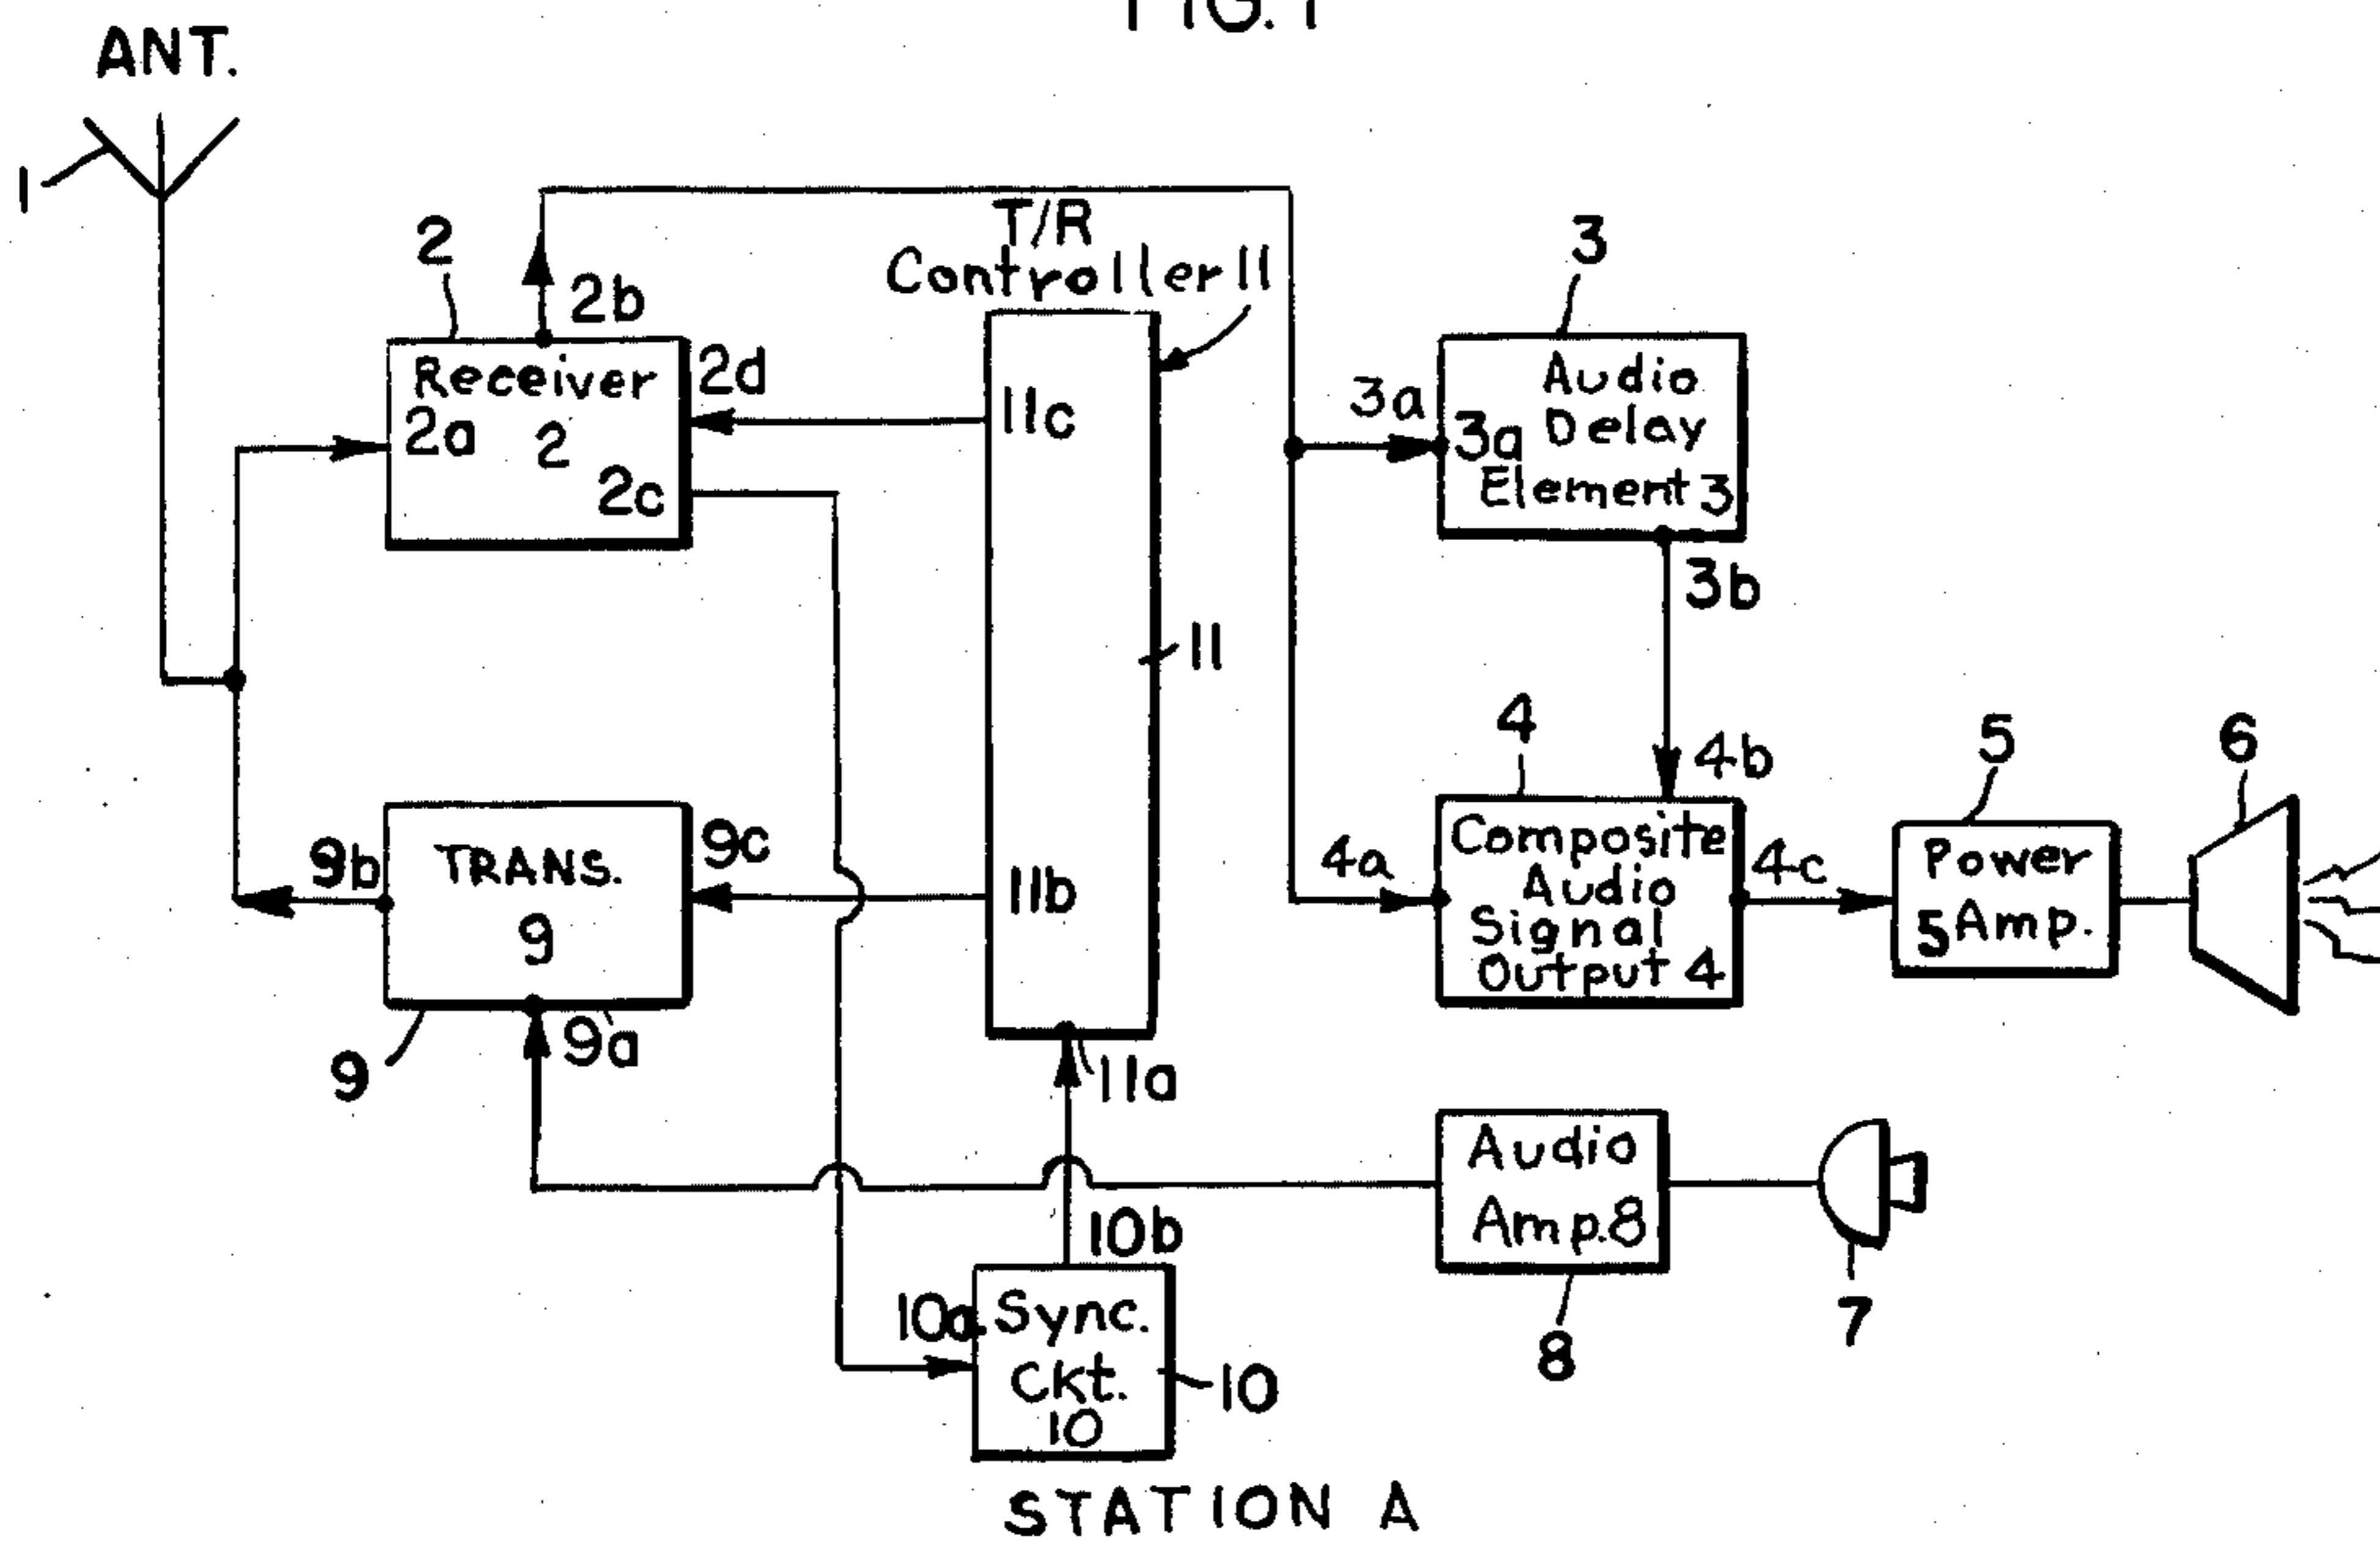 FIG. 1
ANT.
1
2
2b
T/R
Controller 11
3
Receiver
2a
2
2c
2d
11c
3a
3a
Audio
Delay
Element 3
3b
11
4
4b
5
6
9b
TRANS.
9
9c
11b
4a
Composite
Audio
Signal
Output 4
4c
Power
5 Amp.
9
9a
11a
Audio
Amp. 8
10b
7
8
10a
Sync.
Ckt.
10
10
STATION A